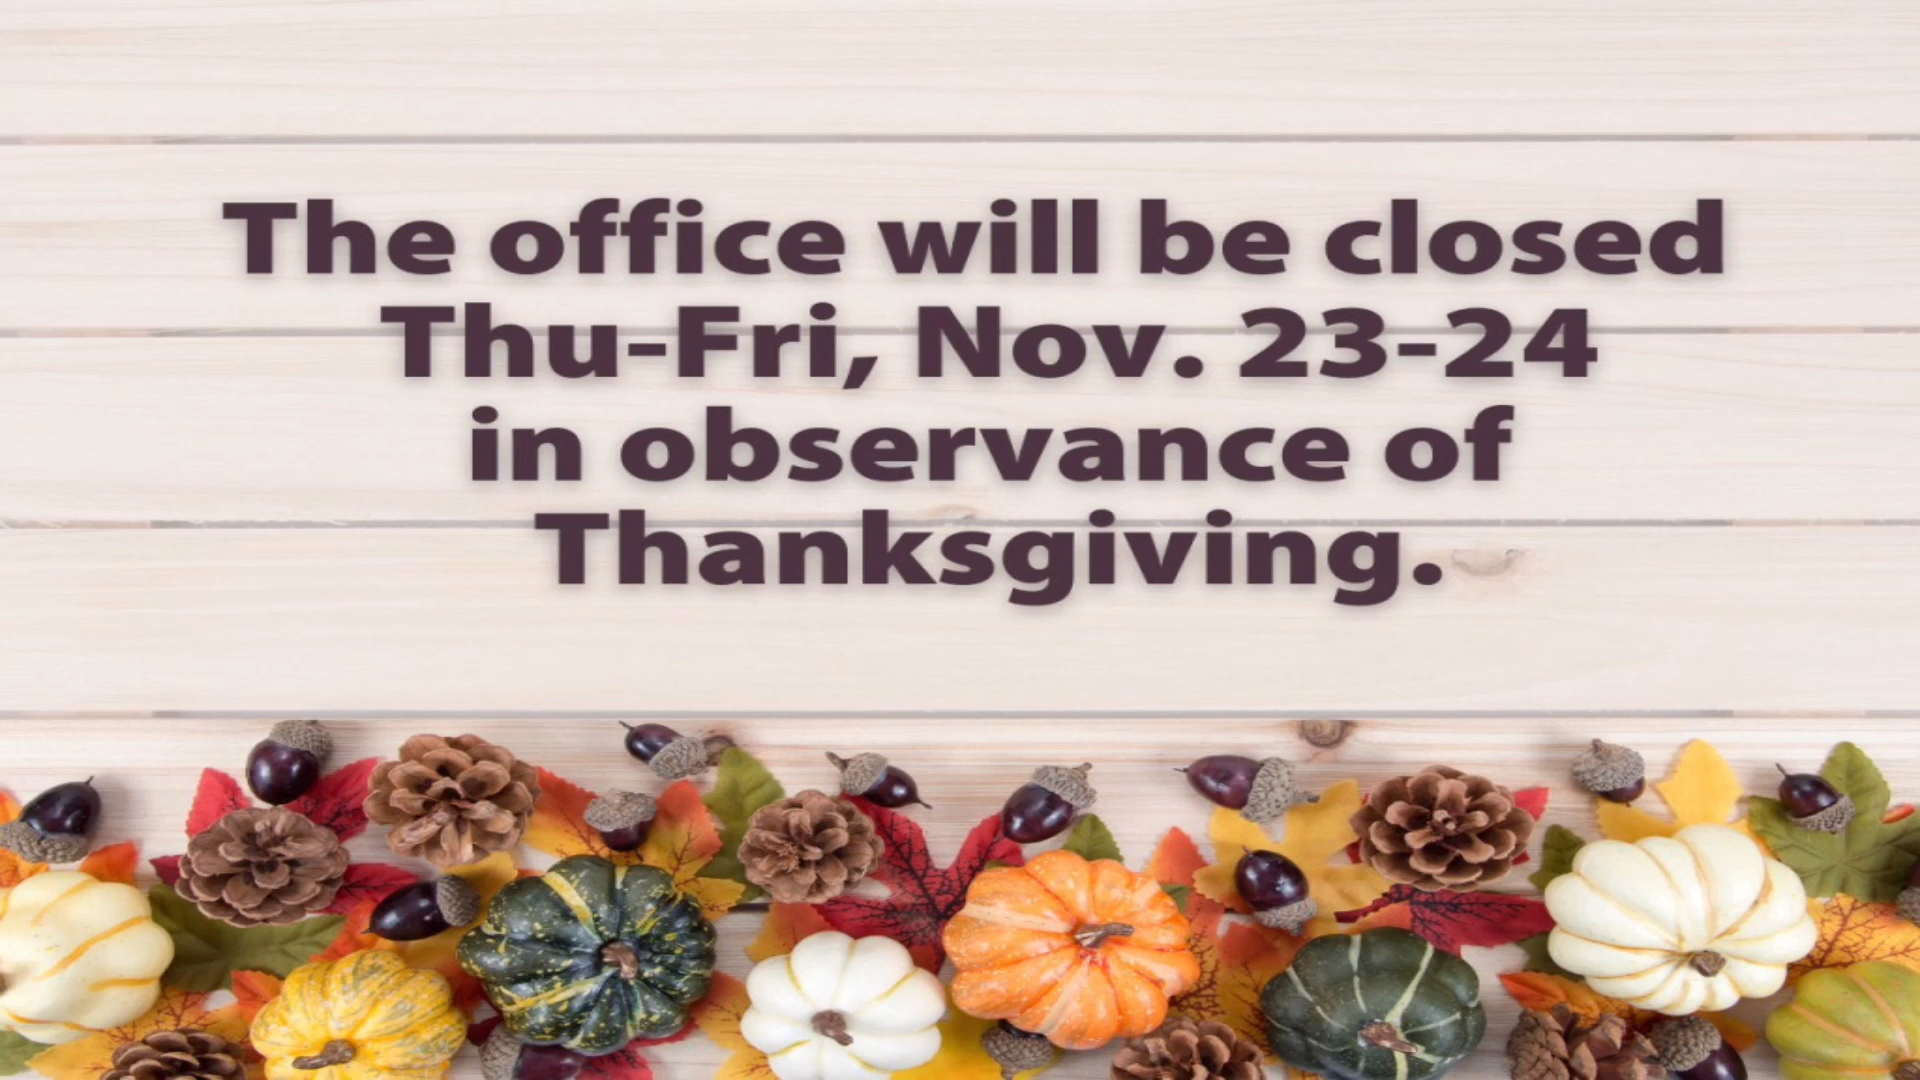 The office will be closed
Thu-Fri, Nov. 23-24
in observance of
Thanksgiving.